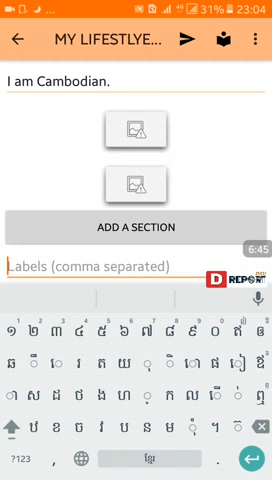 31% 23:04
MY LIFESTLYE...
I am Cambodian.
ADD A SECTION
6:45
Labels (comma separated)
D REPORT
១ ២ ៣ ៤ ៥ ៦ ៧ ៨ ៩ ០ ឥ ឲ
ឆ ឹ េ រ ត យ ុ ិ ោ ផ ៀ ឪ
ា ស ដ ថ ង ហ ្ ក ល ើ ់ ឮ
ឋ ខ ច វ ប ន ម ុំ ។ ៊
?123 , ខ្មែរ .